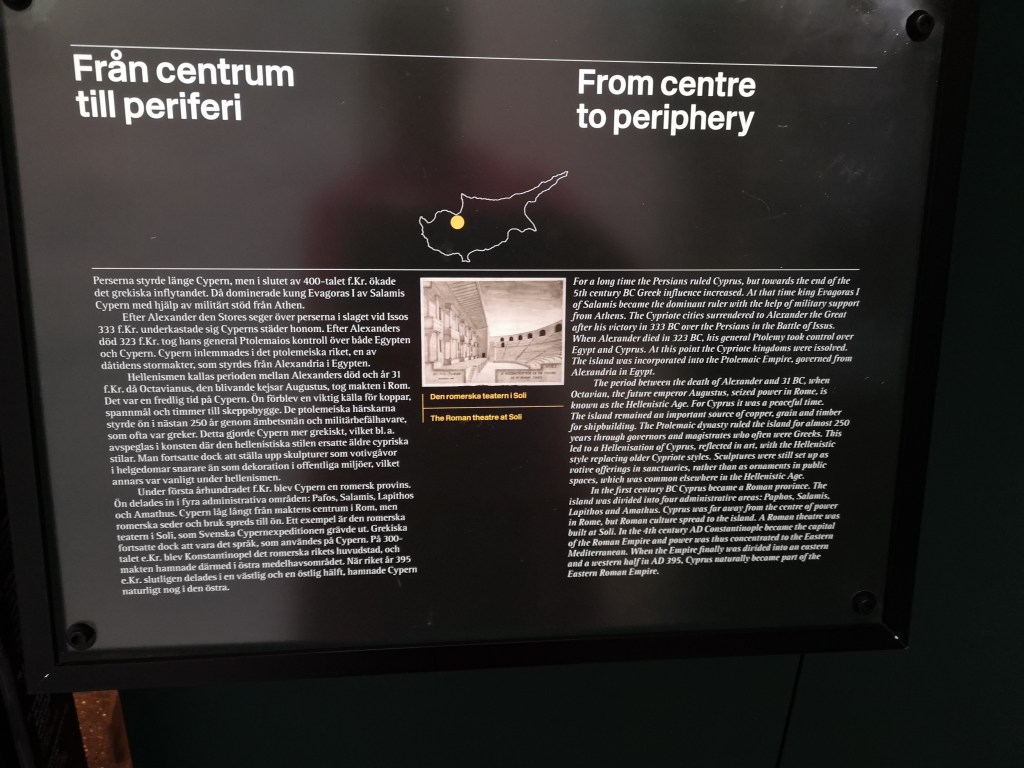 Från centrum
till periferi
From centre
to periphery
Perserna styrde länge Cypern, men i slutet av 400-talet f.Kr. ökade
det grekiska inflytandet. Då dominerade kung Evagoras I av Salamis
Cypern med hjälp av militärt stöd från Athen.
Efter Alexander den Stores seger över perserna i slaget vid Issos
333 f.Kr. underkastade sig Cyperns städer honom. Efter Alexanders
död 323 f.Kr. tog hans general Ptolemaios kontroll över både Egypten
och Cypern. Cypern inlemmades i det ptolemeiska riket, en av
dåtidens stormakter, som styrdes från Alexandria i Egypten.
Hellenismen kallas perioden mellan Alexanders död och år 31
f.Kr. då Octavianus, den blivande kejsar Augustus, tog makten i Rom.
Det var en fredlig tid på Cypern. Ön förblev en viktig källa för koppar,
spannmål och timmer till skeppsbygge. De ptolemeiska härskarna
styrde ön i nästan 250 år genom ämbetsmän och militärbefälhavare,
som ofta var greker. Detta gjorde Cypern mer grekiskt, vilket bl. a.
avspeglas i konsten där den hellenistiska stilen ersatte äldre cypriska
stilar. Man fortsatte dock att ställa upp skulpturer som votivgåvor
i helgedomar snarare än som dekoration i offentliga miljöer, vilket
annars var vanligt under hellenismen.
Under första århundradet f.Kr. blev Cypern en romersk provins.
Ön delades in i fyra administrativa områden: Pafos, Salamis, Lapithos
och Amathus. Cypern låg långt från maktens centrum i Rom, men
romerska seder och bruk spreds till ön. Ett exempel är den romerska
teatern i Soli, som Svenska Cypernexpeditionen grävde ut. Grekiska
fortsatte dock att vara det språk, som användes på Cypern. På 300-
talet e.Kr. blev Konstantinopel det romerska rikets huvudstad, och
makten hamnade därmed i östra medelhavsområdet. När riket år 395
e.Kr. slutligen delades i en västlig och en östlig hälft, hamnade Cypern
naturligt nog i den östra.
Den romerska teatern i Soli
The Roman theatre at Soli
For a long time the Persians ruled Cyprus, but towards the end of the
5th century BC Greek influence increased. At that time king Evagoras I
of Salamis became the dominant ruler with the help of military support
from Athens. The Cypriote cities surrendered to Alexander the Great
after his victory in 333 BC over the Persians in the Battle of Issus.
When Alexander died in 323 BC, his general Ptolemy took control over
Egypt and Cyprus. At this point the Cypriote kingdoms were issolved.
The island was incorporated into the Ptolemaic Empire, governed from
Alexandria in Egypt.
The period between the death of Alexander and 31 BC, when
Octavian, the future emperor Augustus, seized power in Rome, is
known as the Hellenistic Age. For Cyprus it was a peaceful time.
The island remained an important source of copper, grain and timber
for shipbuilding. The Ptolemaic dynasty ruled the island for almost 250
years through governors and magistrates who often were Greeks. This
led to a Hellenisation of Cyprus, reflected in art, with the Hellenistic
style replacing older Cypriote styles. Sculptures were still set up as
votive offerings in sanctuaries, rather than as ornaments in public
spaces, which was common elsewhere in the Hellenistic Age.
In the first century BC Cyprus became a Roman province. The
island was divided into four administrative areas: Paphos, Salamis,
Lapithos and Amathus. Cyprus was far away from the centre of power
in Rome, but Roman culture spread to the island. A Roman theatre was
built at Soli. In the 4th century AD Constantinople became the capital
of the Roman Empire and power was thus concentrated to the Eastern
Mediterranean. When the Empire finally was divided into an eastern
and a western half in AD 395, Cyprus naturally became part of the
Eastern Roman Empire.